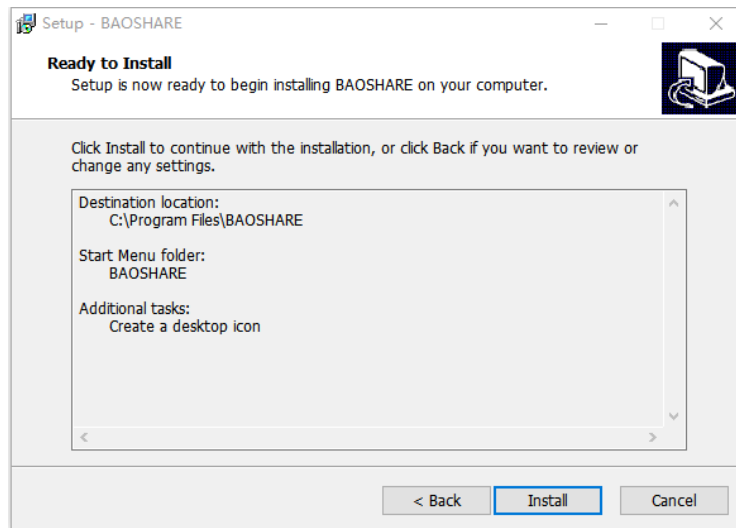 Setup - BAOSHARE
Ready to Install
Setup is now ready to begin installing BAOSHARE on your computer.
Click Install to continue with the installation, or click Back if you want to review or
change any settings.
Destination location:
C:\Program Files\BAOSHARE
Start Menu folder:
BAOSHARE
Additional tasks:
Create a desktop icon
< Back
Install
Cancel